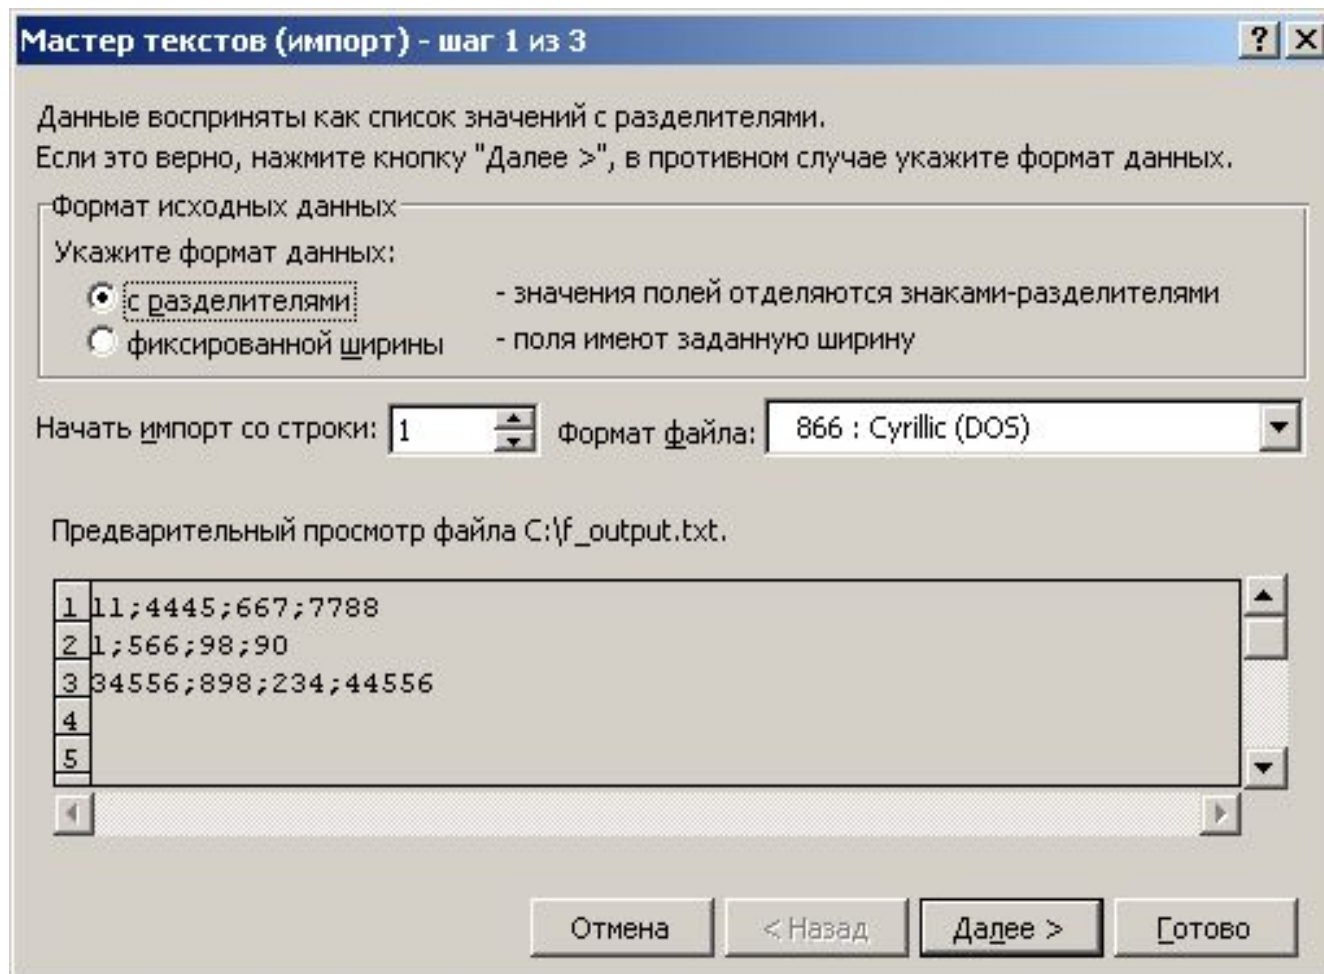 Мастер текстов (импорт) - шаг 1 из 3
Данные восприняты как список значений с разделителями.
Если это верно, нажмите кнопку "Далее >", в противном случае укажите формат данных.
Формат исходных данных
Укажите формат данных:
с разделителями - значения полей отделяются знаками-разделителями
фиксированной ширины - поля имеют заданную ширину
Начать импорт со строки: 1 Формат файла: 866 : Cyrillic (DOS)
Предварительный просмотр файла C:\f_output.txt.
1 11;4445;667;7788
2 1;566;98;90
3 34556;898;234;44556
4
5
Отмена < Назад Далее > Готово